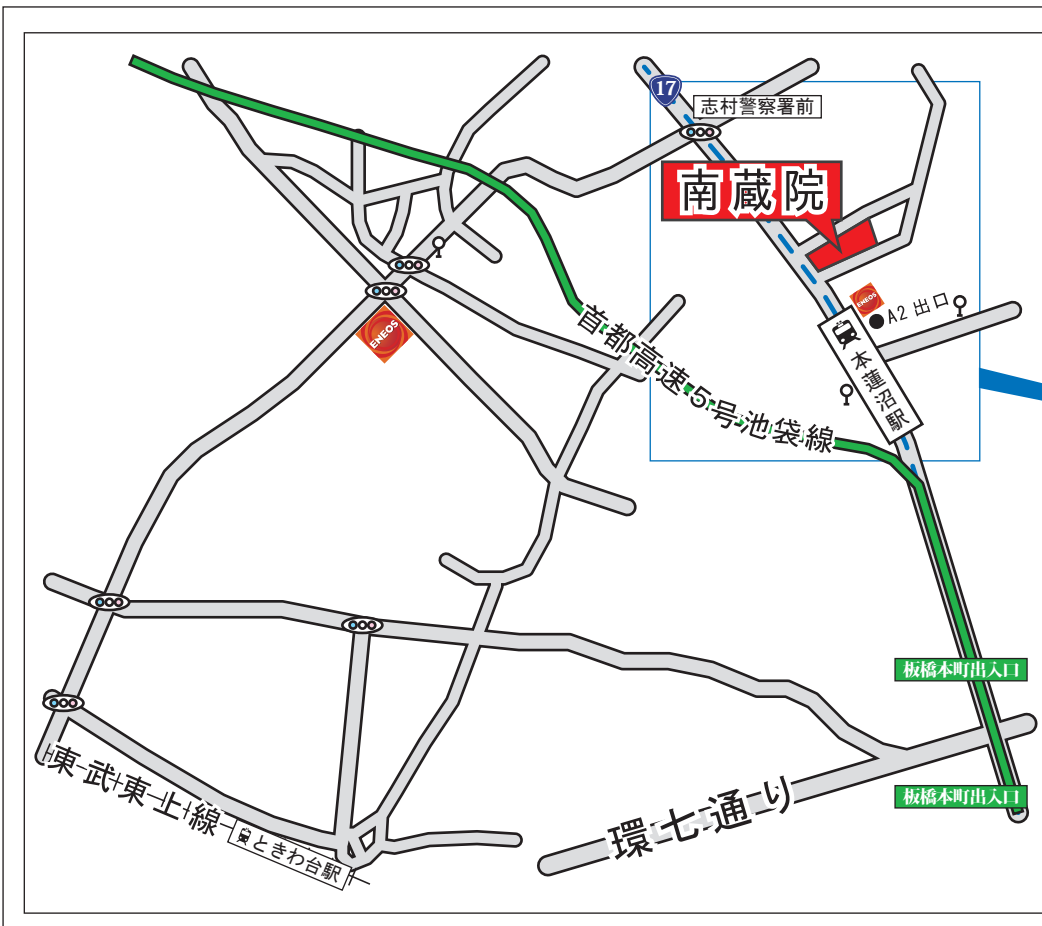 17
志村警察署前
南蔵院
ENEOS
A2 出口
本蓮沼駅
ENEOS
首都高速5号池袋線
板橋本町出入口
板橋本町出入口
環七通り
東武東上線
ときわ台駅